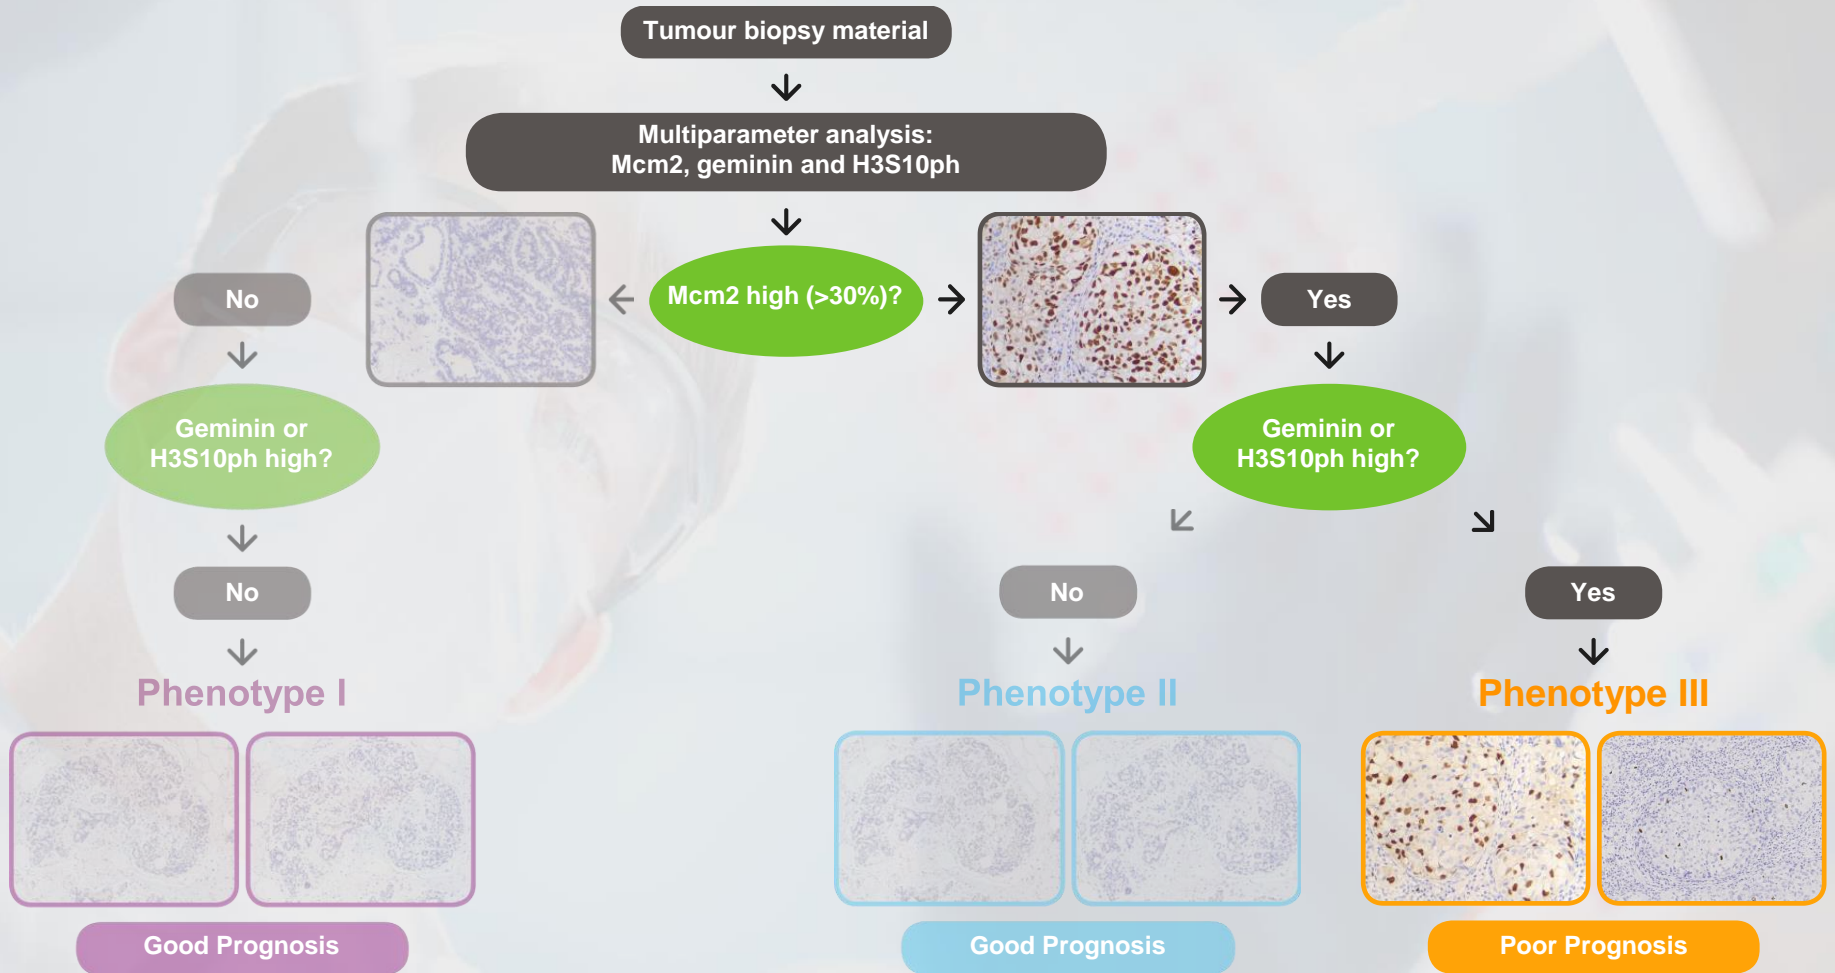 Tumour biopsy material
Multiparameter analysis:
Mcm2, geminin and H3S10ph
Mcm2 high (>30%)?
No
Yes
Geminin or
H3S10ph high?
Geminin or
H3S10ph high?
No
No
Yes
Phenotype I
Phenotype II
Phenotype III
Good Prognosis
Good Prognosis
Poor Prognosis